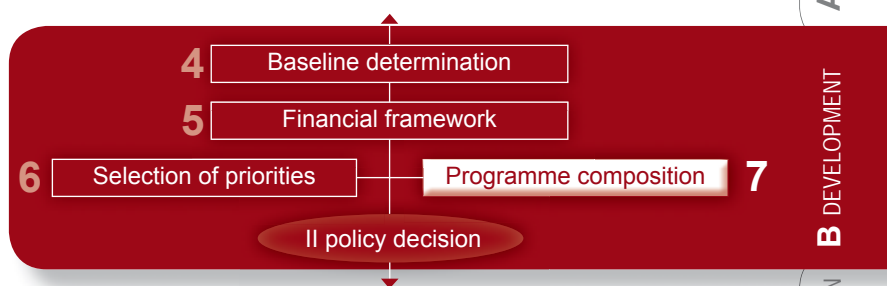 4 Baseline determination
5 Financial framework
6 Selection of priorities
Programme composition 7
II policy decision
B DEVELOPMENT
A
N